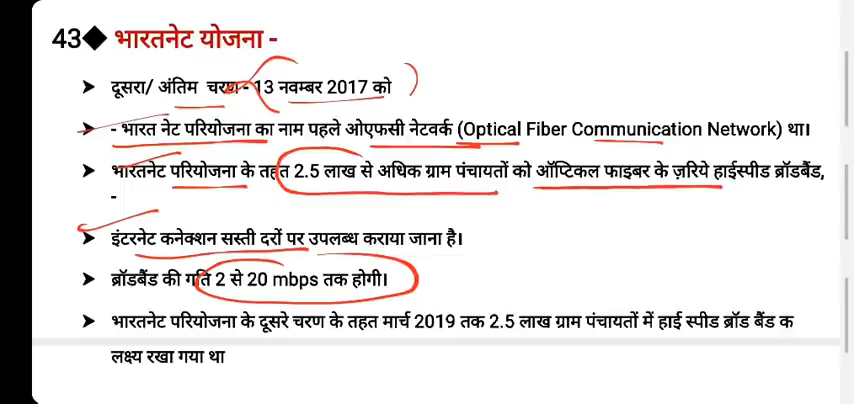 43◆ भारतनेट योजना -
➤ दूसरा/ अंतिम चरण - 13 नवम्बर 2017 को
➤ - भारत नेट परियोजना का नाम पहले ओएफसी नेटवर्क (Optical Fiber Communication Network) था।
➤ भारतनेट परियोजना के तहत 2.5 लाख से अधिक ग्राम पंचायतों को ऑप्टिकल फाइबर के ज़रिये हाईस्पीड ब्रॉडबैंड,
-
➤ इंटरनेट कनेक्शन सस्ती दरों पर उपलब्ध कराया जाना है।
➤ ब्रॉडबैंड की गति 2 से 20 mbps तक होगी।
➤ भारतनेट परियोजना के दूसरे चरण के तहत मार्च 2019 तक 2.5 लाख ग्राम पंचायतों में हाई स्पीड ब्रॉड बैंड क
लक्ष्य रखा गया था